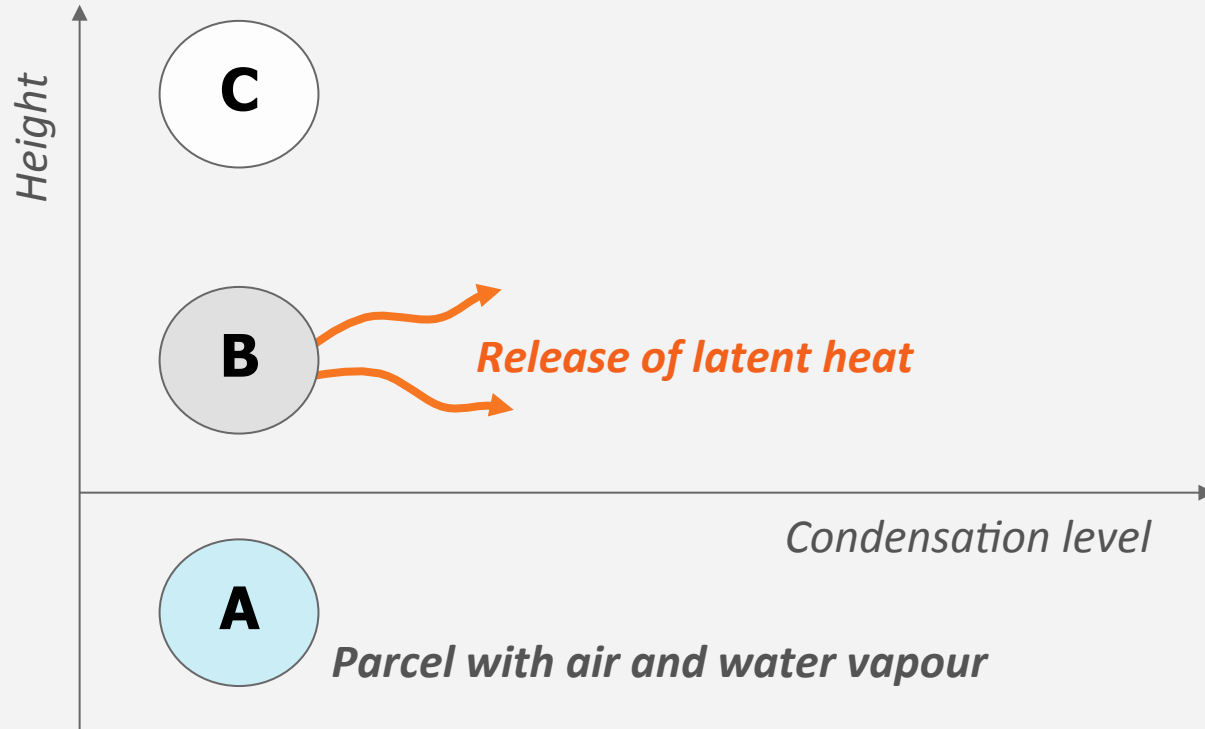 Height
C
B
Release of latent heat
Condensation level
A
Parcel with air and water vapour